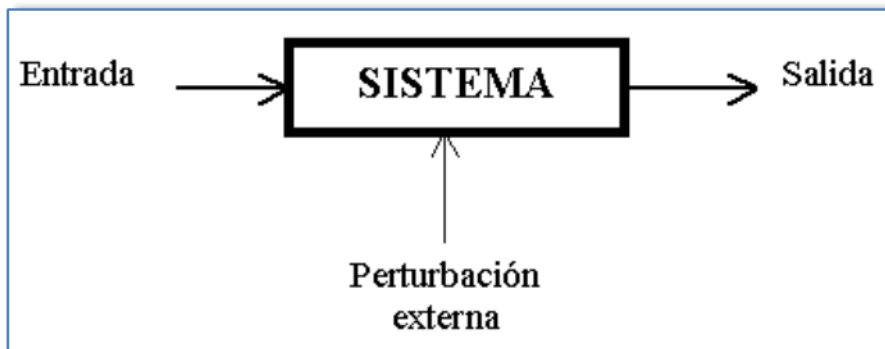 Entrada
SISTEMA
Salida
Perturbación
externa